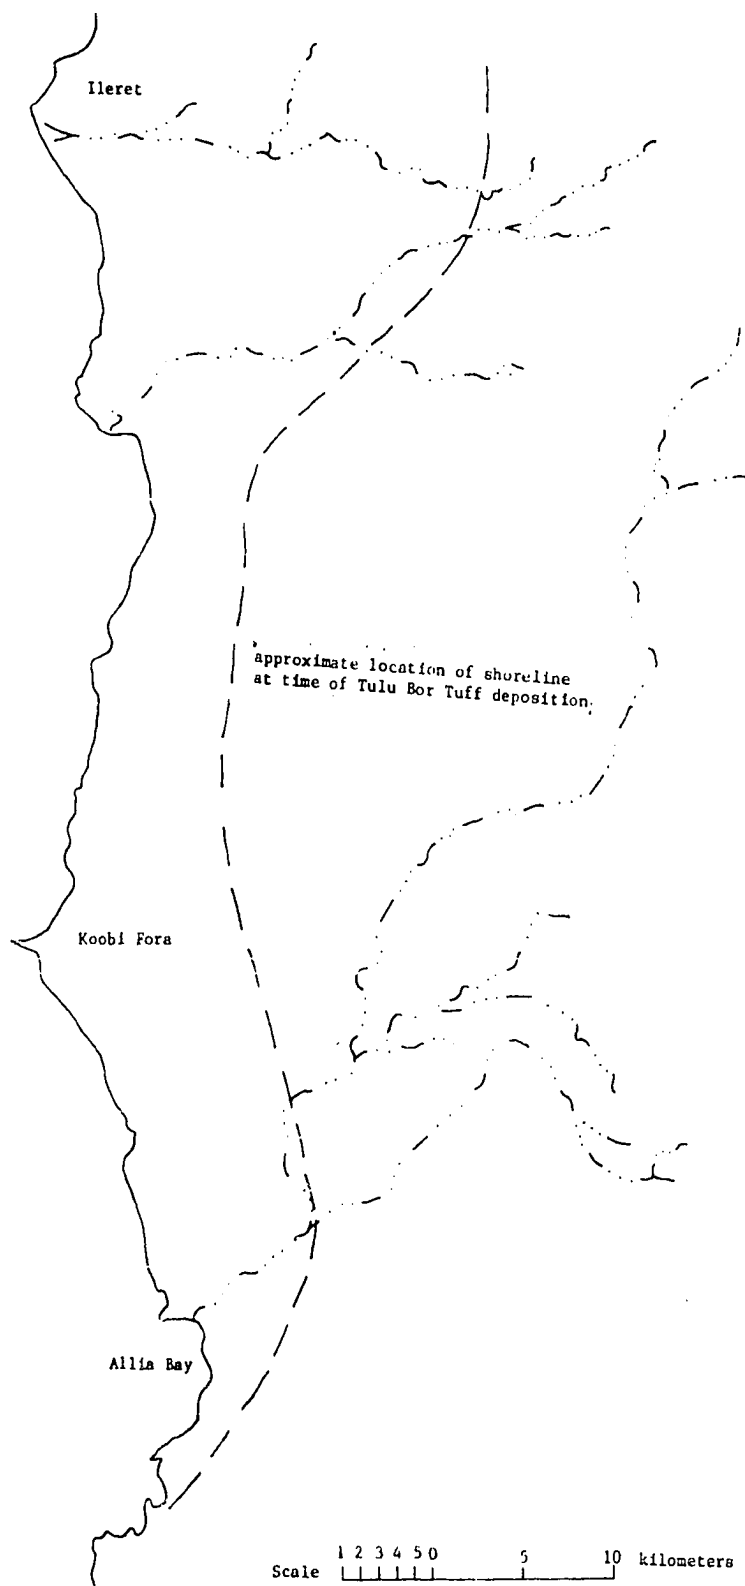 Ileret
approximate location of shoreline
at time of Tulu Bor Tuff deposition
Koobi Fora
Allia Bay
1 2 3 4 5 0 5 10 kilometers
Scale